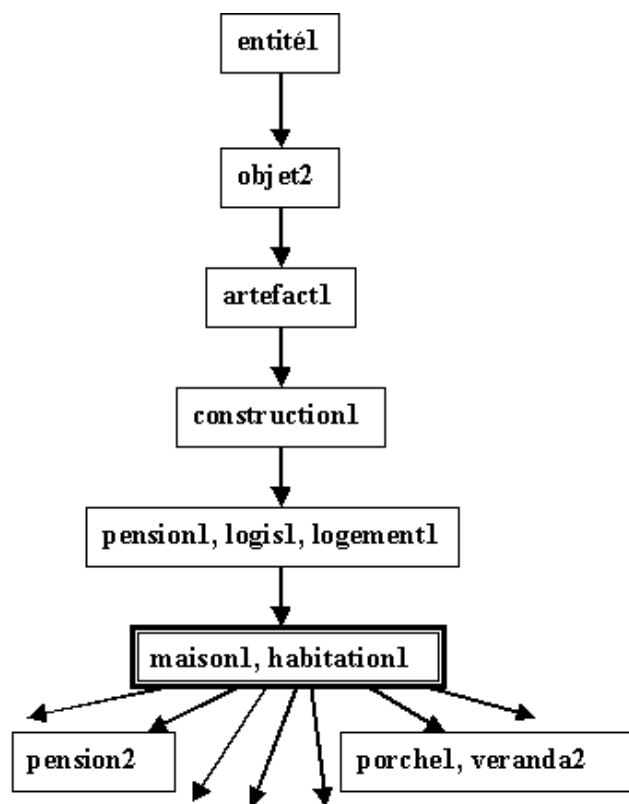 entité1
objet2
artefact1
construction1
pension1, logis1, logement1
maison1, habitation1
pension2
porche1, veranda2